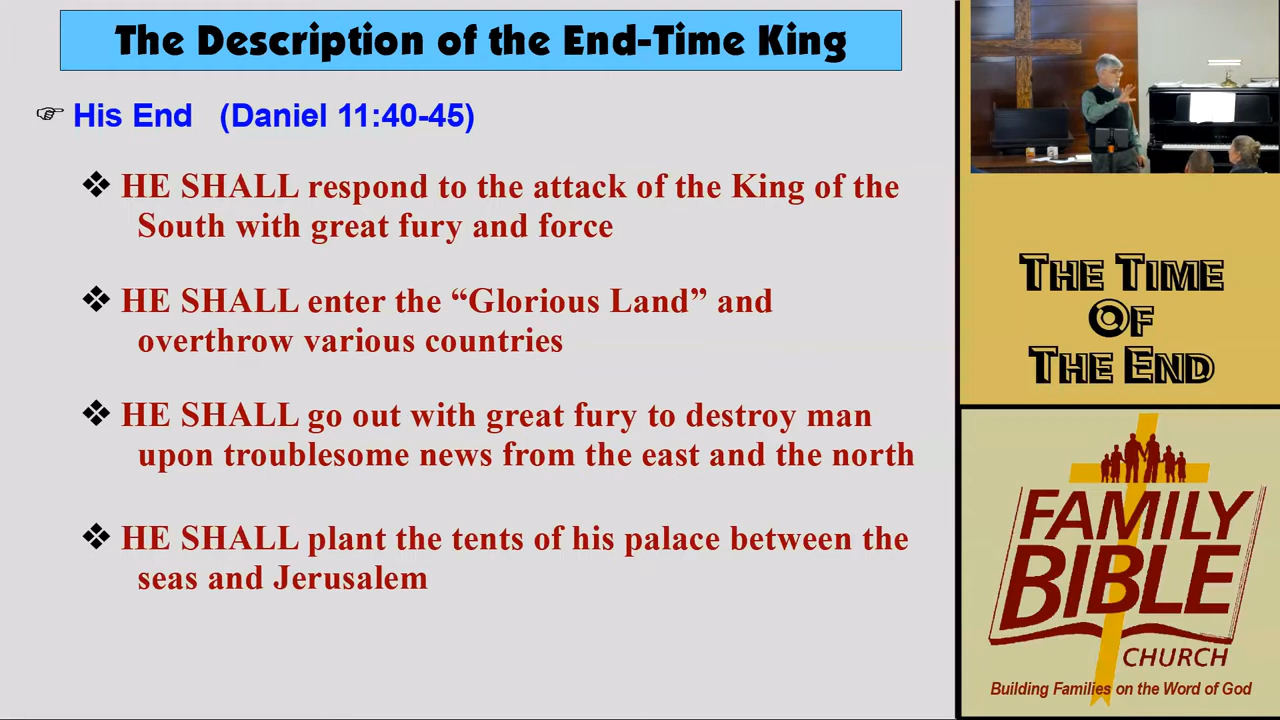 The Description of the End-Time King
His End (Daniel 11:40-45)
HE SHALL respond to the attack of the King of the
South with great fury and force
HE SHALL enter the “Glorious Land” and
overthrow various countries
HE SHALL go out with great fury to destroy man
upon troublesome news from the east and the north
HE SHALL plant the tents of his palace between the
seas and Jerusalem
THE TIME
OF
THE END
FAMILY
BIBLE
CHURCH
Building Families on the Word of God